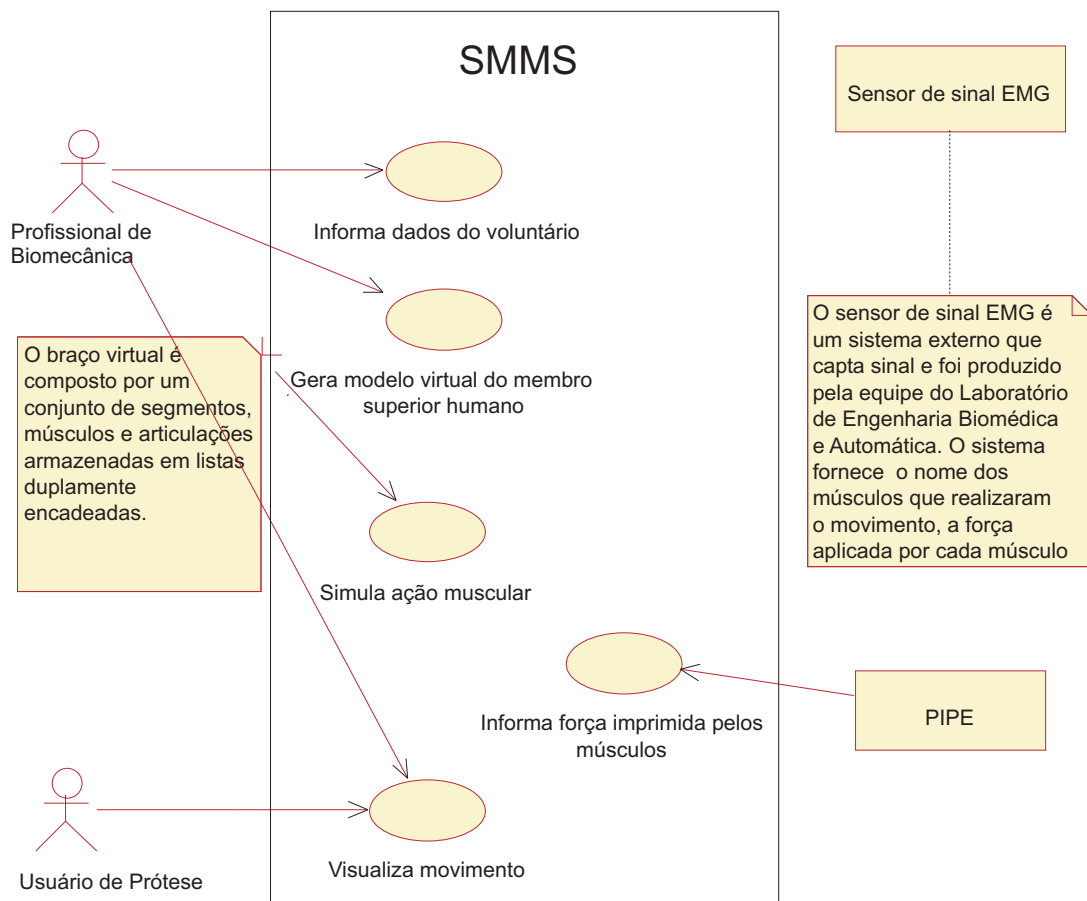 SMMS
Sensor de sinal EMG
Profissional de
Biomecânica
Informa dados do voluntário
O braço virtual é
composto por um
conjunto de segmentos,
músculos e articulações
armazenadas em listas
duplamente
encadeadas.
Gera modelo virtual do membro
superior humano
O sensor de sinal EMG é
um sistema externo que
capta sinal e foi produzido
pela equipe do Laboratório
de Engenharia Biomédica
e Automática. O sistema
fornece o nome dos
músculos que realizaram
o movimento, a força
aplicada por cada músculo
Simula ação muscular
Informa força imprimida pelos
músculos
PIPE
Visualiza movimento
Usuário de Prótese